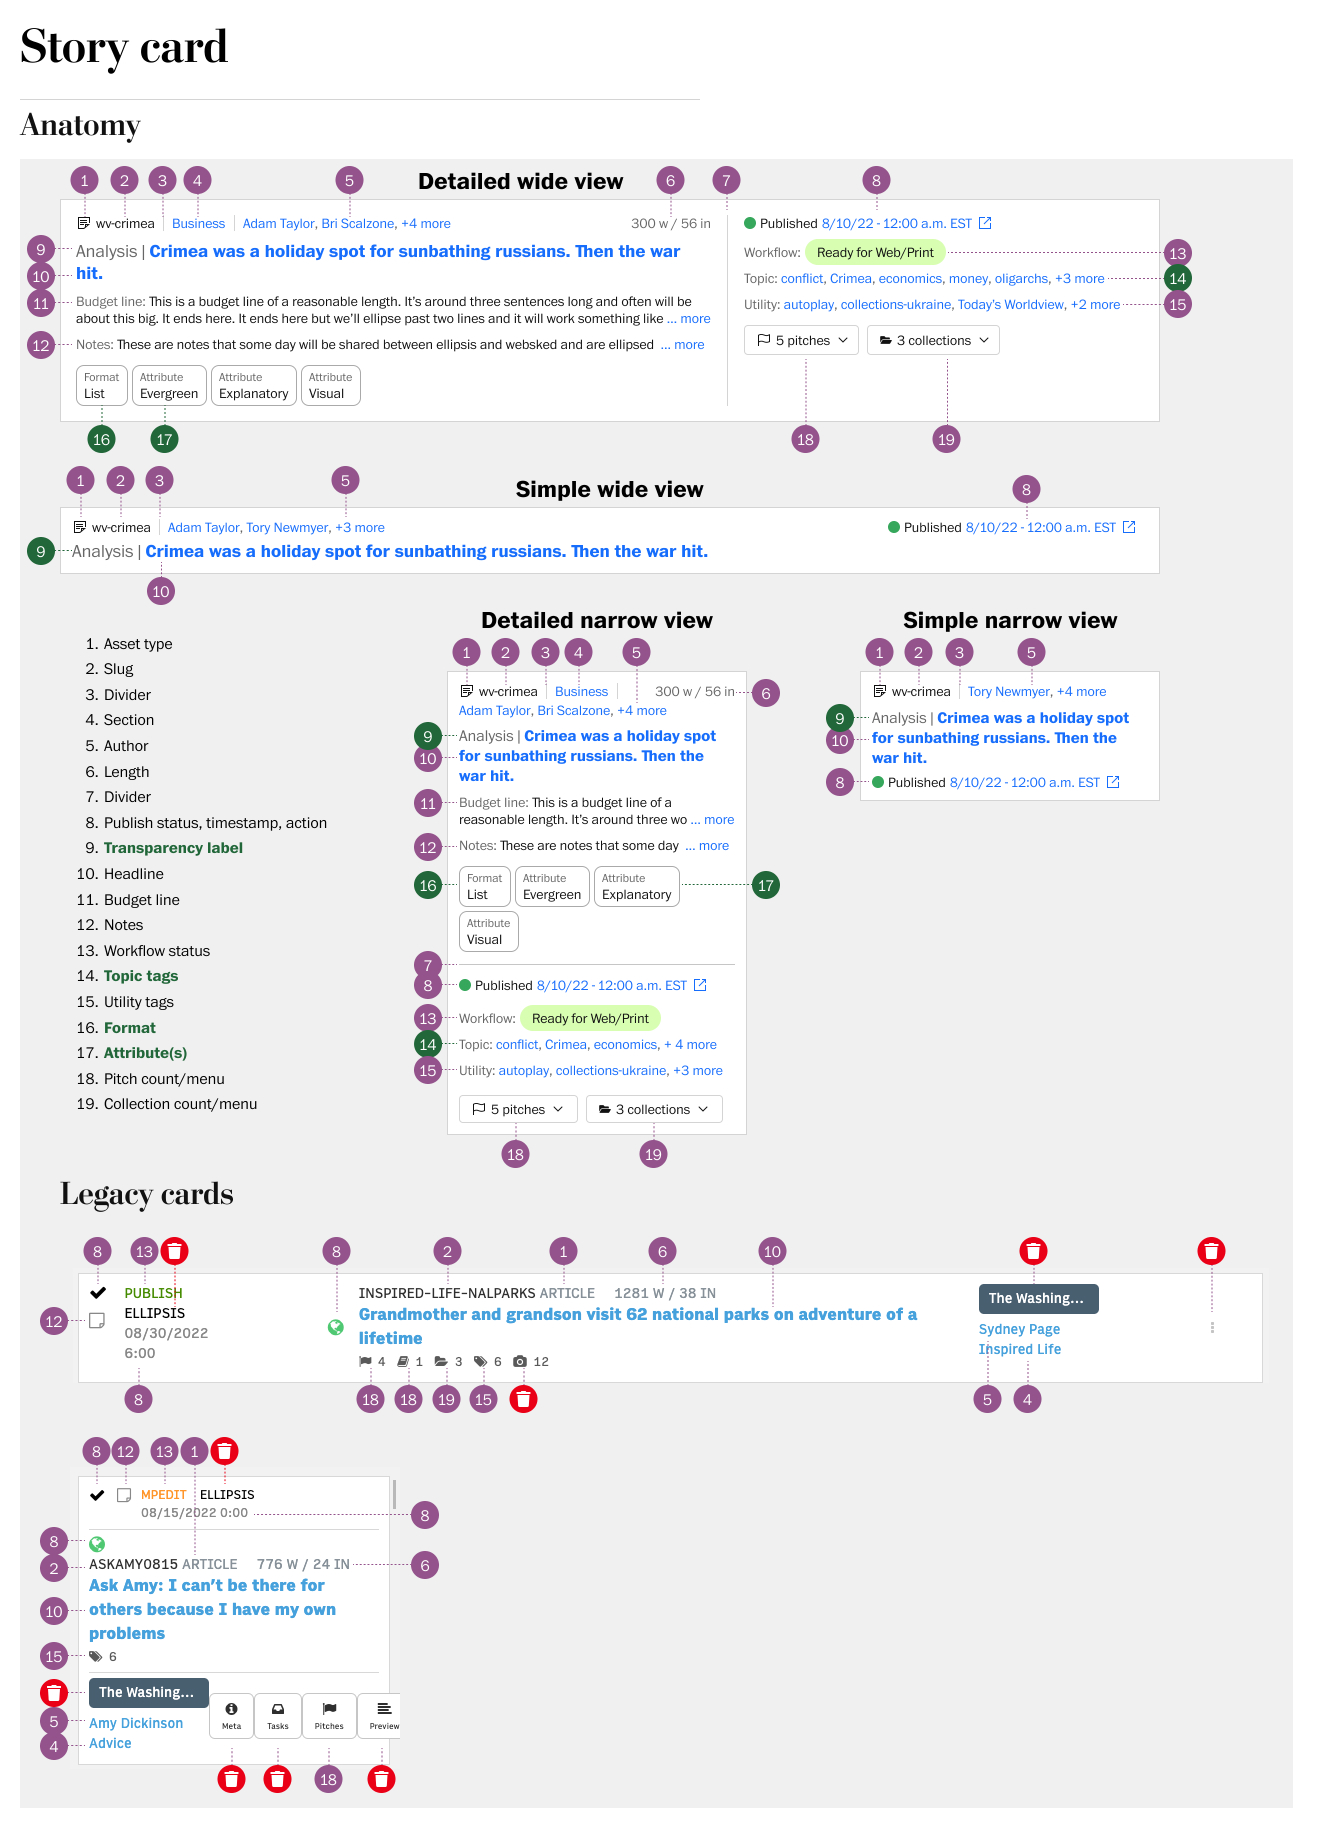 Story card
Anatomy
1 2 3 4 5 Detailed wide view 6 7 8
wv-crimea Business Adam Taylor, Bri Scalzone, +4 more 300 w / 56 in
Published 8/10/22 - 12:00 a.m. EST
9 Analysis | Crimea was a holiday spot for sunbathing russians. Then the war
10 hit.
Workflow: Ready for Web/Print 13
Topic: conflict, Crimea, economics, money, oligarchs, +3 more 14
11 Budget line: This is a budget line of a reasonable length. It's around three sentences long and often will be
about this big. It ends here. It ends here but we'll ellipse past two lines and it will work something like ... more
Utility: autoplay, collections-ukraine, Today's Worldview, +2 more 15
12 Notes: These are notes that some day will be shared between ellipsis and websked and are ellipsed ... more
5 pitches 3 collections
Format Attribute Attribute Attribute
List Evergreen Explanatory Visual
16 17 18 19
1 2 3 5 Simple wide view 8
wv-crimea Adam Taylor, Tory Newmyer, +3 more Published 8/10/22 - 12:00 a.m. EST
9 Analysis | Crimea was a holiday spot for sunbathing russians. Then the war hit.
10
1. Asset type
2. Slug
3. Divider
4. Section
5. Author
6. Length
7. Divider
8. Publish status, timestamp, action
9. Transparency label
10. Headline
11. Budget line
12. Notes
13. Workflow status
14. Topic tags
15. Utility tags
16. Format
17. Attribute(s)
18. Pitch count/menu
19. Collection count/menu
Detailed narrow view
1 2 3 4 5
wv-crimea Business 300 w / 56 in 6
Adam Taylor, Bri Scalzone, +4 more
9 Analysis | Crimea was a holiday spot
10 for sunbathing russians. Then the
war hit.
11 Budget line: This is a budget line of a
reasonable length. It's around three wo ... more
12 Notes: These are notes that some day ... more
Format Attribute Attribute
16 List Evergreen Explanatory 17
Attribute
Visual
7
8 Published 8/10/22 - 12:00 a.m. EST
13 Workflow: Ready for Web/Print
14 Topic: conflict, Crimea, economics, + 4 more
15 Utility: autoplay, collections-ukraine, +3 more
5 pitches 3 collections
18 19
Simple narrow view
1 2 3 5
wv-crimea Tory Newmyer, +4 more
9 Analysis | Crimea was a holiday spot
10 for sunbathing russians. Then the
war hit.
8 Published 8/10/22 - 12:00 a.m. EST
Legacy cards
8 13 8 2 1 6 10
PUBLISH INSPIRED-LIFE-NALPARKS ARTICLE 1281 W / 38 IN The Washing...
12 ELLIPSIS Grandmother and grandson visit 62 national parks on adventure of a
08/30/2022 lifetime Sydney Page
6:00 4 1 3 6 12 Inspired Life
8 18 18 19 15 5 4
8 12 13 1
MPEDIT ELLIPSIS
08/15/2022 0:00 8
8
2 ASKAMY0815 ARTICLE 776 W / 24 IN 6
Ask Amy: I can't be there for
10 others because I have my own
problems
15 6
The Washing...
5 Amy Dickinson
4 Advice
Meta Tasks Pitches Preview
18